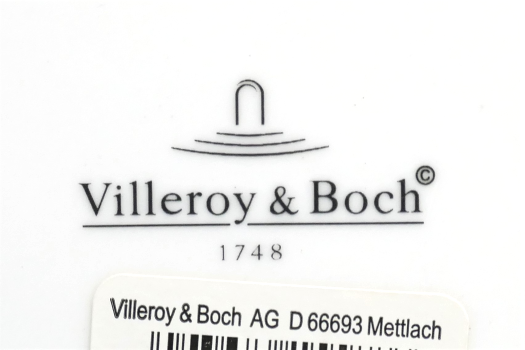 Villeroy & Boch©
1748
Villeroy & Boch AG D 66693 Mettlach